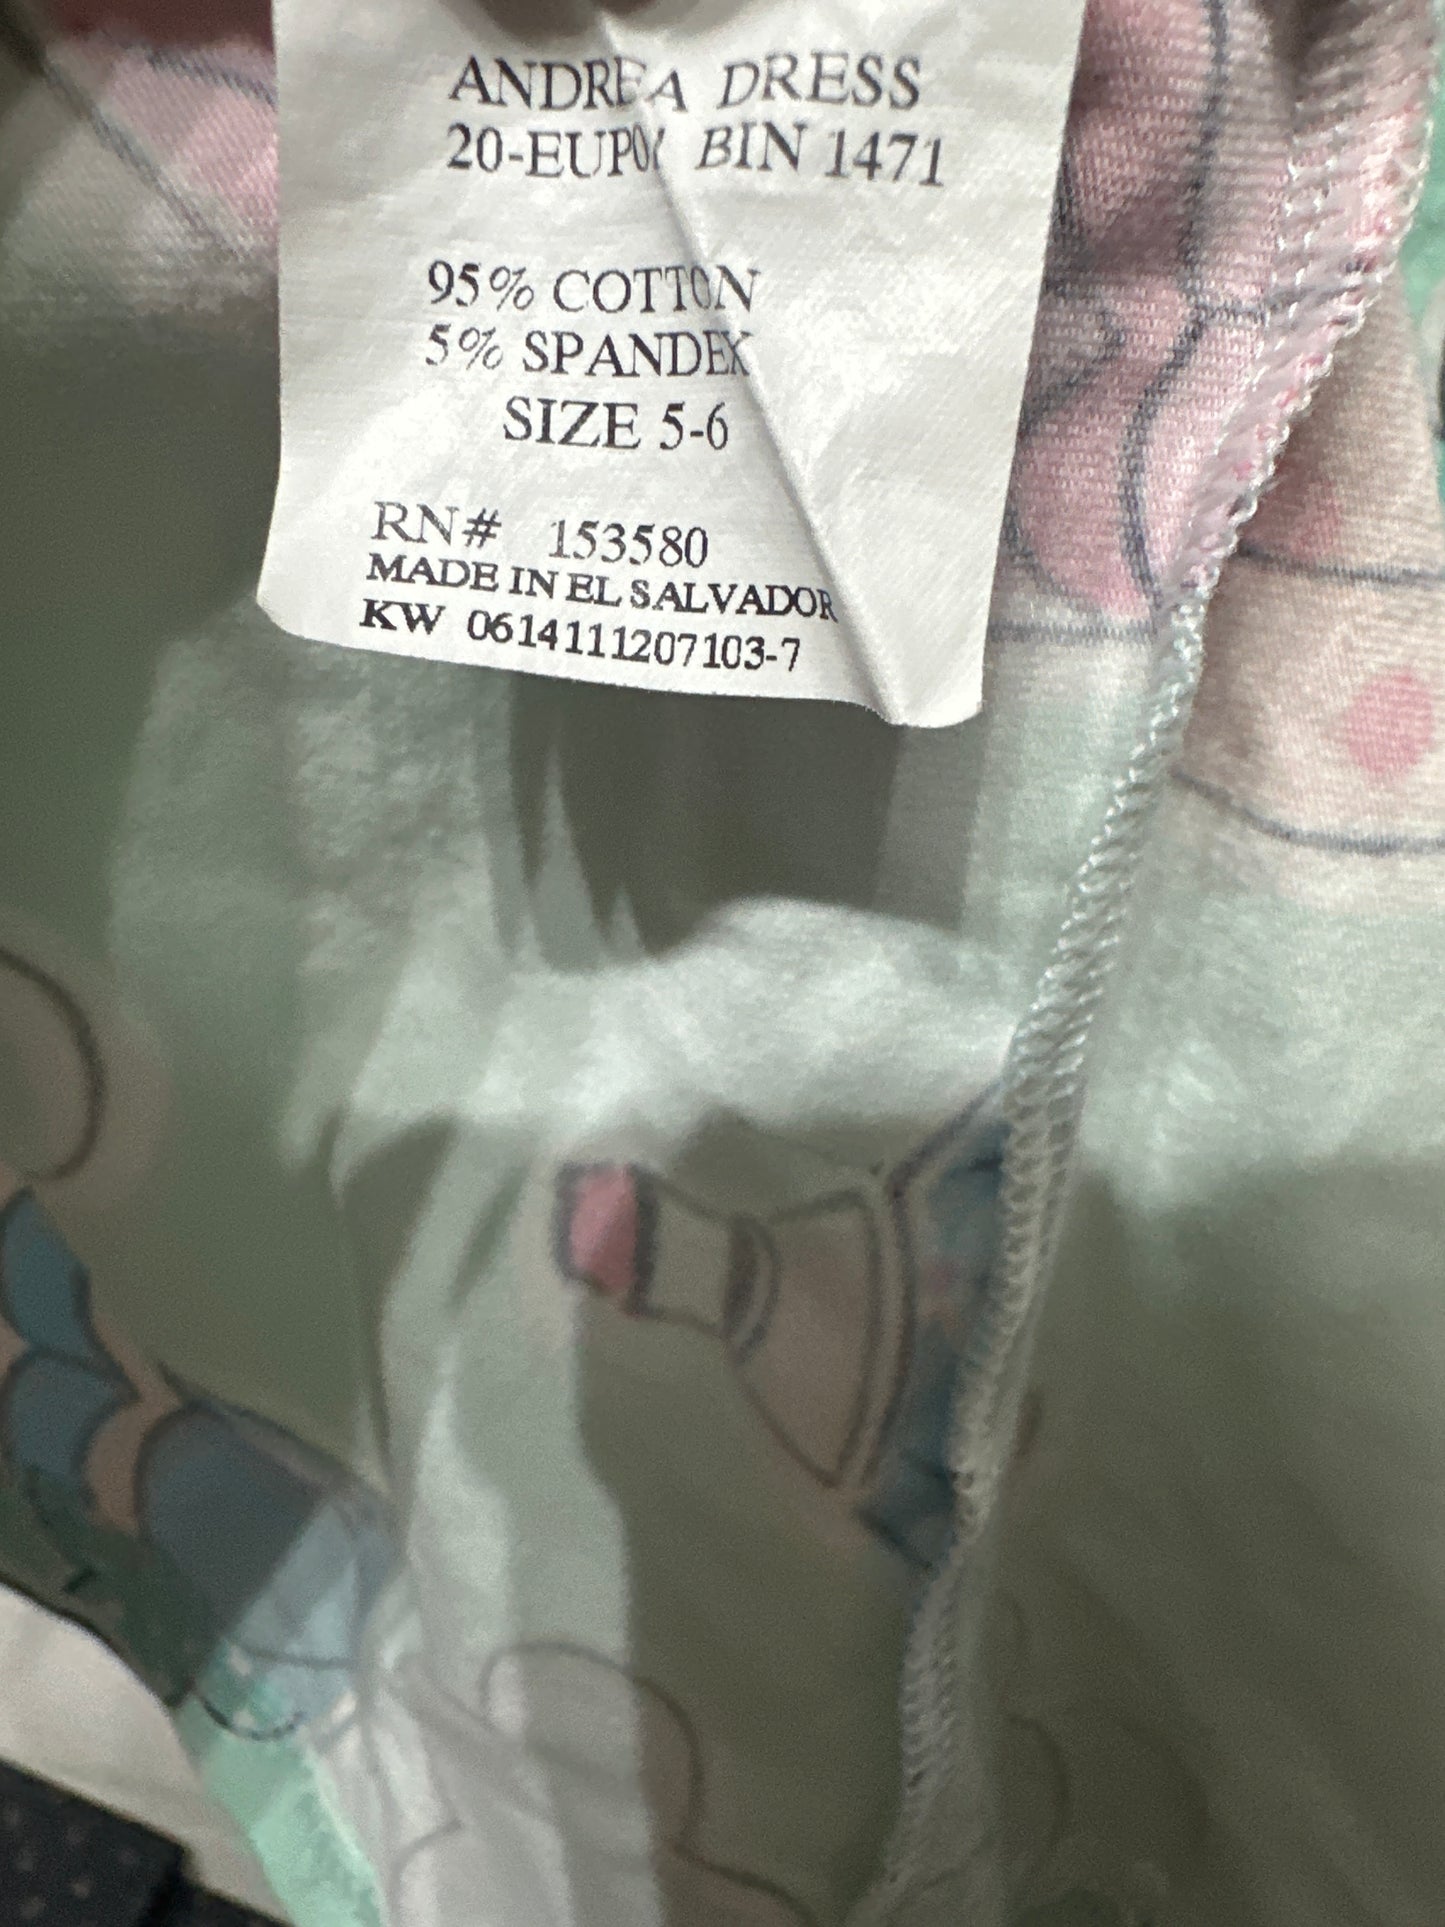 ANDREA DRESS
BIN 1471
95% COTTON
5% SPANDEX
SIZE 5-6
RN# 153580
MADE IN EL SALVADOR
KW 0614111207103-7